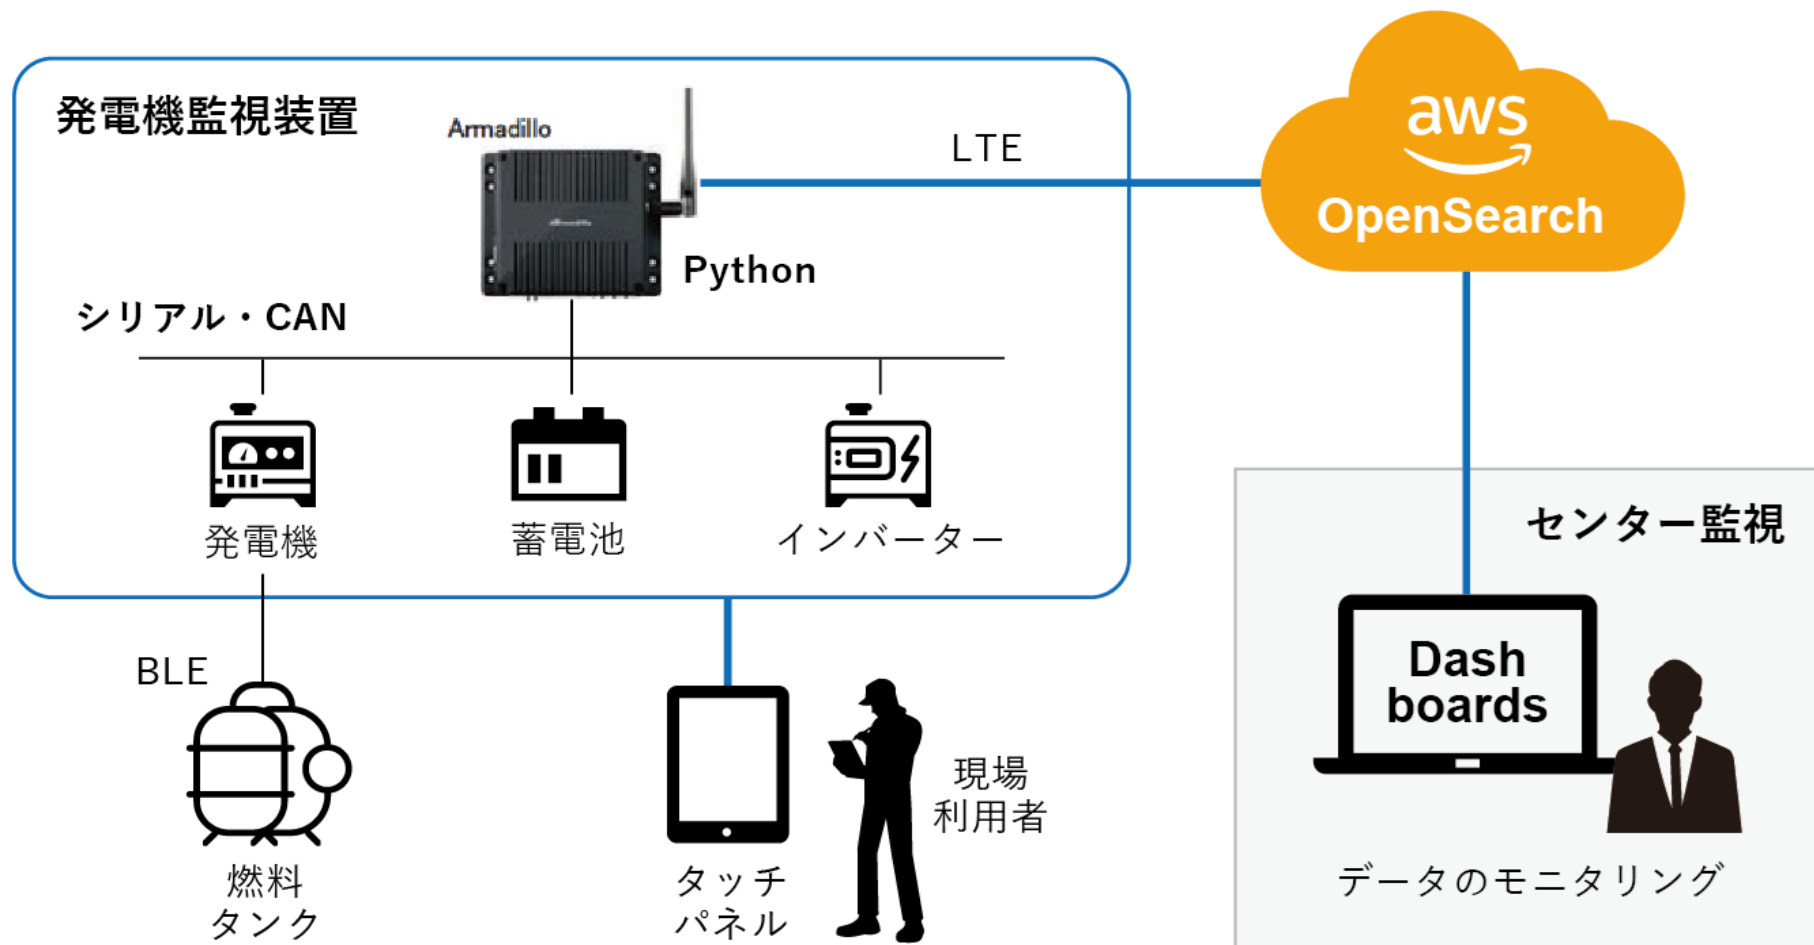 発電機監視装置
Armadillo
LTE
aws
OpenSearch
Python
シリアル・CAN
発電機
蓄電池
インバーター
センター監視
BLE
Dash
boards
現場
利用者
燃料
タンク
タッチ
パネル
データのモニタリング